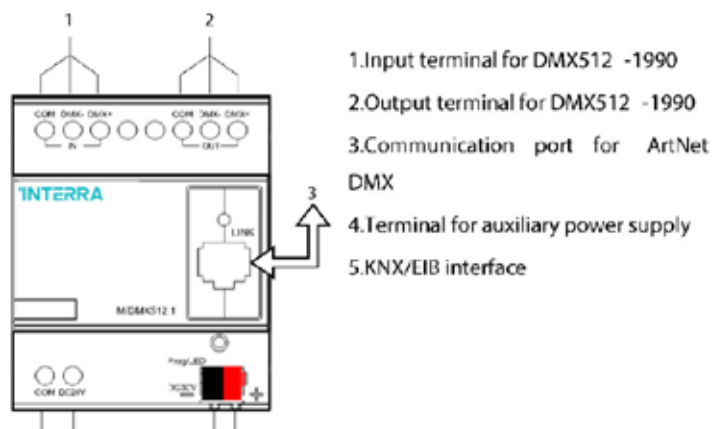 1 2
COM DMX- DMX+ COM DMX- DMX+
IN OUT
INTERRA
3
LINK
MIDMX512.1
Prog/LED
COM DC24V DC30V
- +
1.Input terminal for DMX512 -1990
2.Output terminal for DMX512 -1990
3.Communication port for ArtNet
DMX
4.Terminal for auxiliary power supply
5.KNX/EIB interface